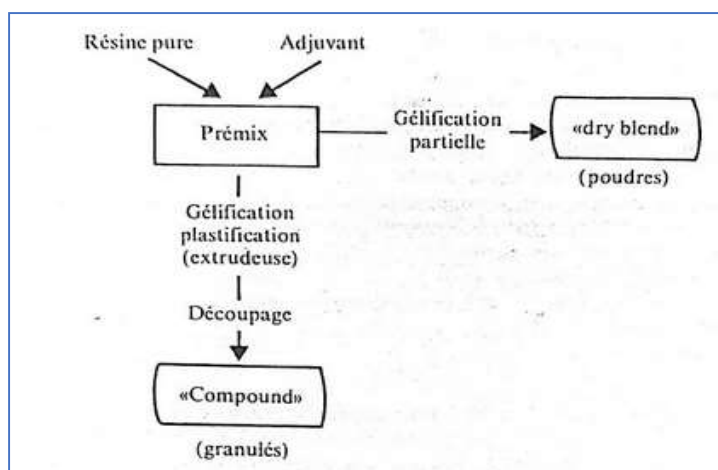 Résine pure
Adjuvant
Prémix
Gélification
partielle
«dry blend»
(poudres)
Gélification
plastification
(extrudeuse)
Découpage
«Compound»
(granulés)